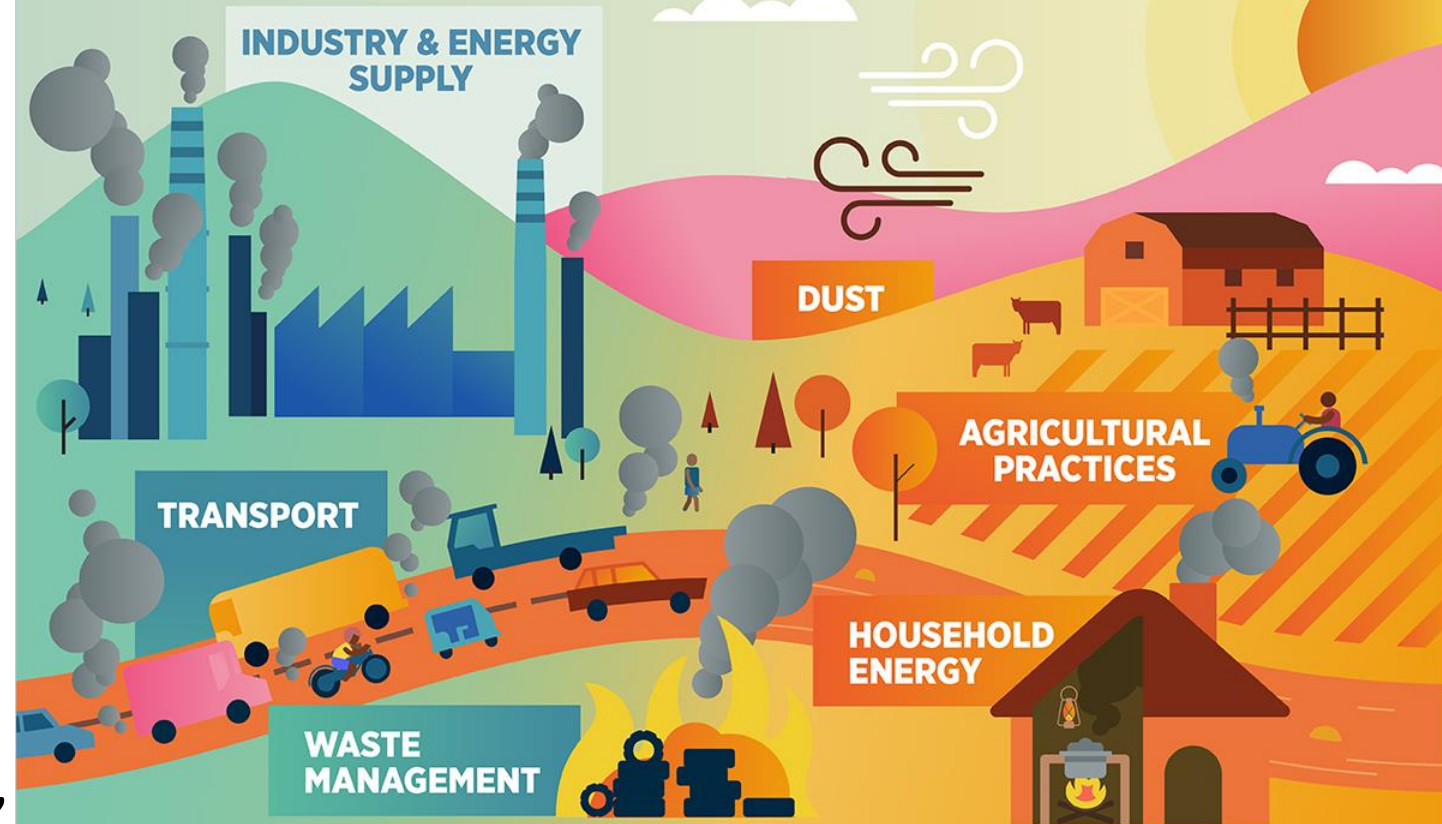 INDUSTRY & ENERGY
SUPPLY
DUST
AGRICULTURAL
PRACTICES
TRANSPORT
HOUSEHOLD
ENERGY
WASTE
MANAGEMENT